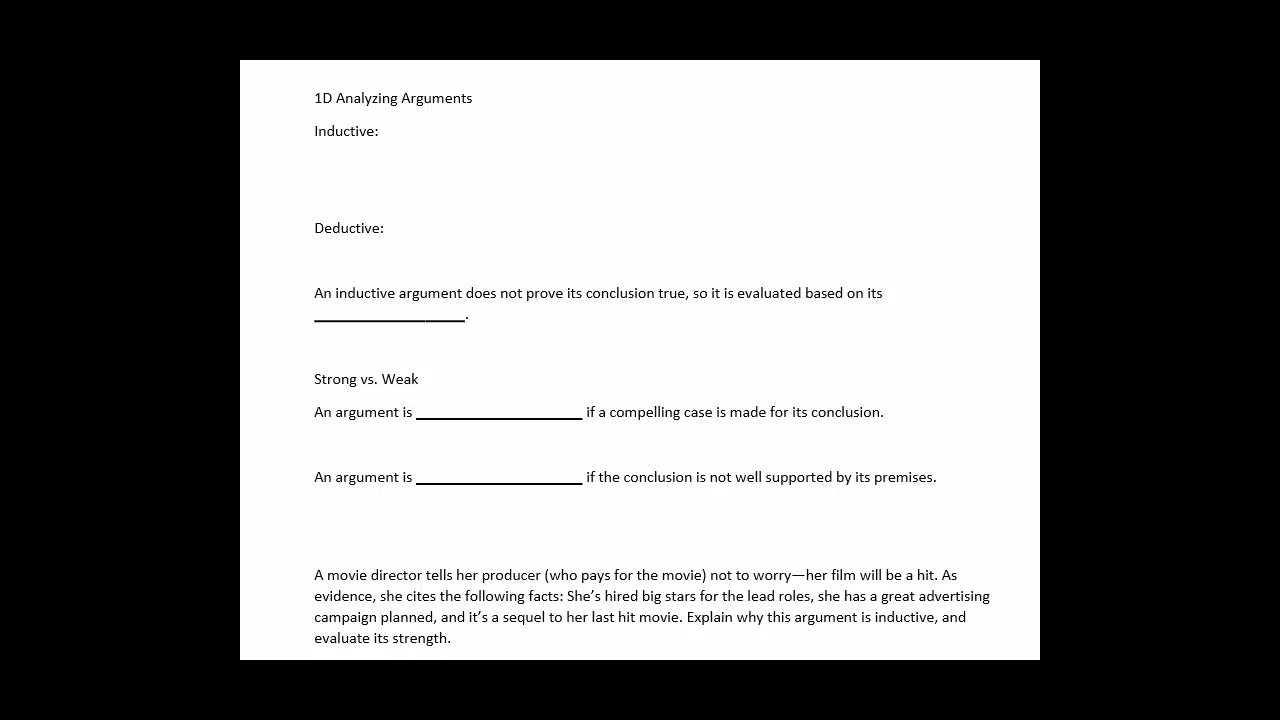 1D Analyzing Arguments
Inductive:
Deductive:
An inductive argument does not prove its conclusion true, so it is evaluated based on its
____________________.
Strong vs. Weak
An argument is ______________________ if a compelling case is made for its conclusion.
An argument is ______________________ if the conclusion is not well supported by its premises.
A movie director tells her producer (who pays for the movie) not to worry—her film will be a hit. As
evidence, she cites the following facts: She’s hired big stars for the lead roles, she has a great advertising
campaign planned, and it’s a sequel to her last hit movie. Explain why this argument is inductive, and
evaluate its strength.